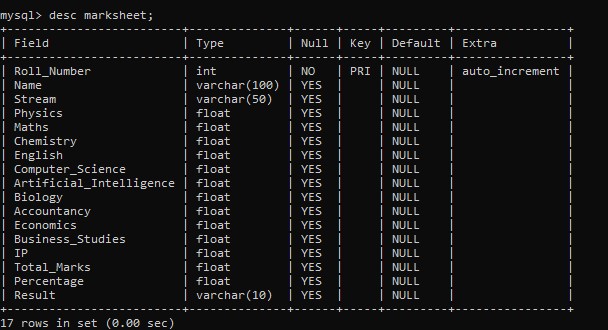 mysql> desc marksheet;
+-------------------------+--------------+------+-----+---------+----------------+
| Field                   | Type         | Null | Key | Default | Extra          |
+-------------------------+--------------+------+-----+---------+----------------+
| Roll_Number             | int          | NO   | PRI | NULL    | auto_increment |
| Name                    | varchar(100) | YES  |     | NULL    |                |
| Stream                  | varchar(50)  | YES  |     | NULL    |                |
| Physics                 | float        | YES  |     | NULL    |                |
| Maths                   | float        | YES  |     | NULL    |                |
| Chemistry               | float        | YES  |     | NULL    |                |
| English                 | float        | YES  |     | NULL    |                |
| Computer_Science        | float        | YES  |     | NULL    |                |
| Artificial_Intelligence | float        | YES  |     | NULL    |                |
| Biology                 | float        | YES  |     | NULL    |                |
| Accountancy             | float        | YES  |     | NULL    |                |
| Economics               | float        | YES  |     | NULL    |                |
| Business_Studies        | float        | YES  |     | NULL    |                |
| IP                      | float        | YES  |     | NULL    |                |
| Total_Marks             | float        | YES  |     | NULL    |                |
| Percentage              | float        | YES  |     | NULL    |                |
| Result                  | varchar(10)  | YES  |     | NULL    |                |
+-------------------------+--------------+------+-----+---------+----------------+
17 rows in set (0.00 sec)